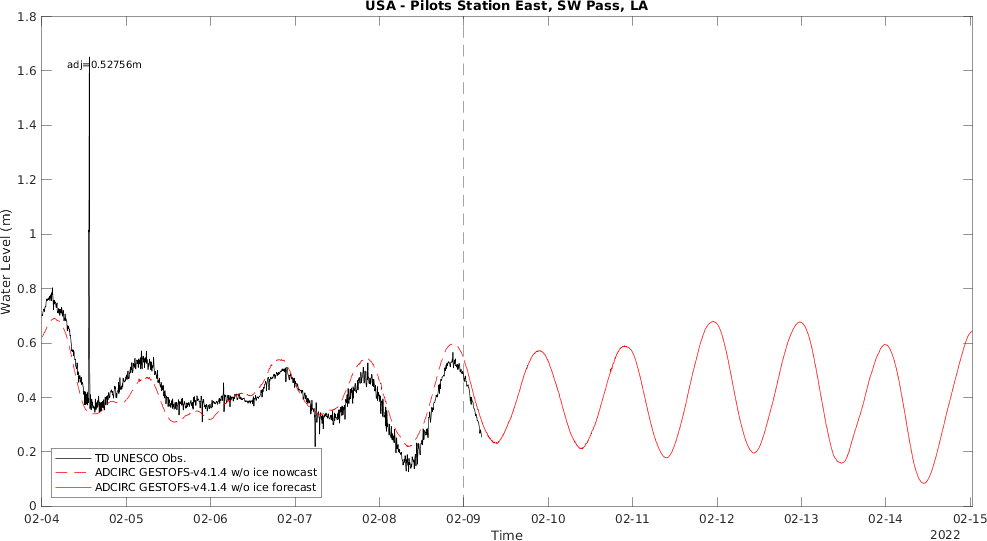 USA - Pilots Station East, SW Pass, LA
1.8
adj=0.52756m
1.6
1.4
1.2
1
0.8
0.6
0.4
0.2
0
Water Level (m)
TD UNESCO Obs.
ADCIRC GESTOFS-v4.1.4 w/o ice nowcast
ADCIRC GESTOFS-v4.1.4 w/o ice forecast
02-04 02-05 02-06 02-07 02-08 02-09 02-10 02-11 02-12 02-13 02-14 02-15
Time
2022